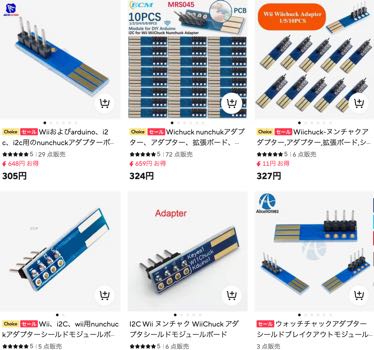 ECM
10PCS
MRS045
PCB
Module for DIY Arduino
I2C for Wii WiiChuck Nunchuk Adapter
Wii Wiichuck Adapter
1/5/10PCS
Choice セール Wiiおよびarduino、i2
c、i2c用のnunchuckアダプターボ...
★★★★★ 5 | 29 点販売
648円 お得
305円
Choice セール Wichuck nunchukアダプ
ター、アダプター、拡張ボード、...
★★★★★ 5 | 72 点販売
659円 お得
324円
Choice セール Wiichuck-ヌンチャクア
ダプター,アダプター,拡張ボード,シ...
★★★★★ 5 | 6 点販売
11円 お得
327円
Adapter
Keyes
WiiChuck
Choice セール Wii、i2C、wii用nunchuc
kアダプターシールドモジュールボ...
★★★★★ 5 | 5 点販売
I2C Wii ヌンチャク WiiChuck アダ
プタシールドモジュールボード
★★★★★ 5 | 6 点販売
Choice セール ウォッチチャックアダプター
シールドブレイクアウトモジュール...
3 点販売